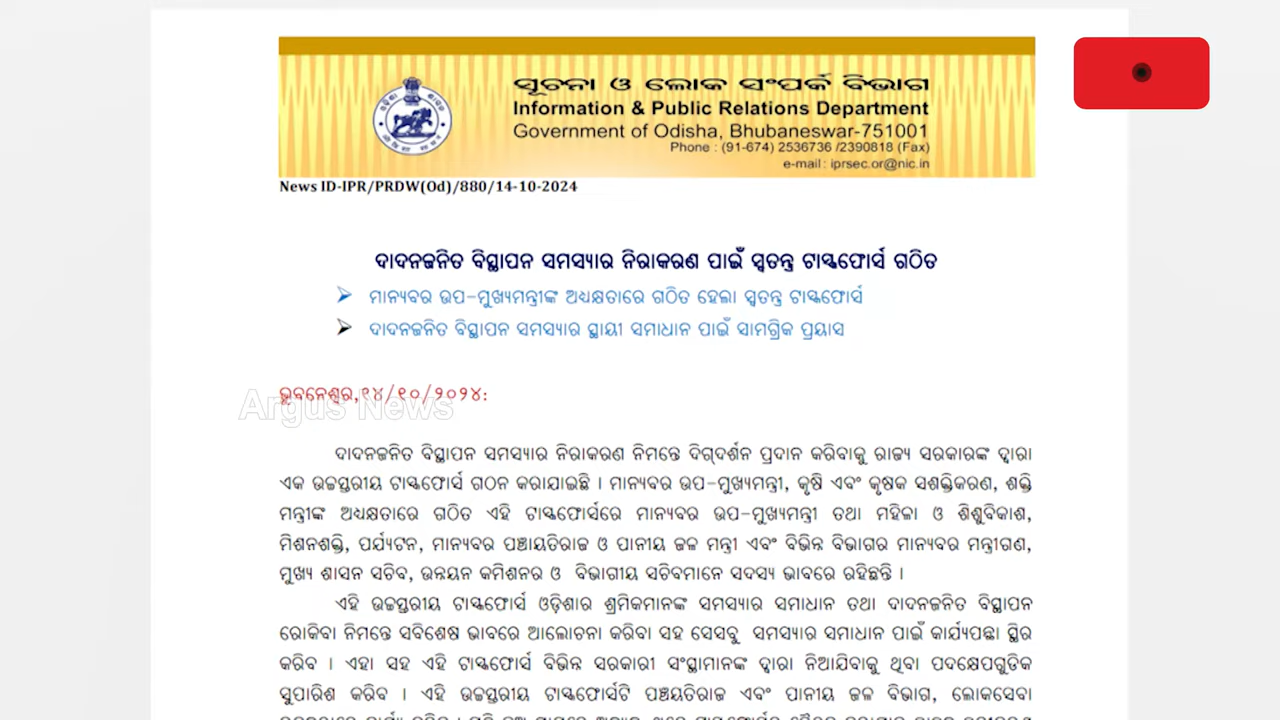 ସୂଚନା ଓ ଲୋକ ସଂପର୍କ ବିଭାଗ
Information & Public Relations Department
Government of Odisha, Bhubaneswar-751001
Phone : (91-674) 2536736 /2390818 (Fax)
e-mail : iprsec.or@nic.in
News ID-IPR/PRDW(Od)/880/14-10-2024
ଦାଦନଜନିତ ବିସ୍ଥାପନ ସମସ୍ୟାର ନିରାକରଣ ପାଇଁ ସ୍ୱତନ୍ତ୍ର ଟାସ୍କଫୋର୍ସ ଗଠିତ
➢ ମାନ୍ୟବର ଉପ-ମୁଖ୍ୟମନ୍ତ୍ରୀଙ୍କ ଅଧ୍ୟକ୍ଷତାରେ ଗଠିତ ହେଲା ସ୍ୱତନ୍ତ୍ର ଟାସ୍କଫୋର୍ସ
➢ ଦାଦନଜନିତ ବିସ୍ଥାପନ ସମସ୍ୟାର ସ୍ଥାୟୀ ସମାଧାନ ପାଇଁ ସାମଗ୍ରିକ ପ୍ରୟାସ
ଭୁବନେଶ୍ୱର,୧୪/୧୦/୨୦୨୪:
Argus News
ଦାଦନଜନିତ ବିସ୍ଥାପନ ସମସ୍ୟାର ନିରାକରଣ ନିମନ୍ତେ ଦିଗ୍‌ଦର୍ଶନ ପ୍ରଦାନ କରିବାକୁ ରାଜ୍ୟ ସରକାରଙ୍କ ଦ୍ୱାରା
ଏକ ଉଚ୍ଚସ୍ତରୀୟ ଟାସ୍କଫୋର୍ସ ଗଠନ କରାଯାଇଛି । ମାନ୍ୟବର ଉପ-ମୁଖ୍ୟମନ୍ତ୍ରୀ, କୃଷି ଏବଂ କୃଷକ ସଶକ୍ତିକରଣ, ଶକ୍ତି
ମନ୍ତ୍ରୀଙ୍କ ଅଧ୍ୟକ୍ଷତାରେ ଗଠିତ ଏହି ଟାସ୍କଫୋର୍ସରେ ମାନ୍ୟବର ଉପ-ମୁଖ୍ୟମନ୍ତ୍ରୀ ତଥା ମହିଳା ଓ ଶିଶୁବିକାଶ,
ମିଶନଶକ୍ତି, ପର୍ଯ୍ୟଟନ, ମାନ୍ୟବର ପଞ୍ଚାୟତିରାଜ ଓ ପାନୀୟ ଜଳ ମନ୍ତ୍ରୀ ଏବଂ ବିଭିନ୍ନ ବିଭାଗର ମାନ୍ୟବର ମନ୍ତ୍ରୀଗଣ,
ମୁଖ୍ୟ ଶାସନ ସଚିବ, ଉନ୍ନୟନ କମିଶନର ଓ ବିଭାଗୀୟ ସଚିବମାନେ ସଦସ୍ୟ ଭାବରେ ରହିଛନ୍ତି ।
ଏହି ଉଚ୍ଚସ୍ତରୀୟ ଟାସ୍କଫୋର୍ସ ଓଡ଼ିଶାର ଶ୍ରମିକମାନଙ୍କ ସମସ୍ୟାର ସମାଧାନ ତଥା ଦାଦନଜନିତ ବିସ୍ଥାପନ
ରୋକିବା ନିମନ୍ତେ ସବିଶେଷ ଭାବରେ ଆଲୋଚନା କରିବା ସହ ସେସବୁ ସମସ୍ୟାର ସମାଧାନ ପାଇଁ କାର୍ଯ୍ୟପନ୍ଥା ସ୍ଥିର
କରିବ । ଏହା ସହ ଏହି ଟାସ୍କଫୋର୍ସ ବିଭିନ୍ନ ସରକାରୀ ସଂସ୍ଥାମାନଙ୍କ ଦ୍ୱାରା ନିଆଯିବାକୁ ଥିବା ପଦକ୍ଷେପଗୁଡିକ
ସୁପାରିଶ କରିବ । ଏହି ଉଚ୍ଚସ୍ତରୀୟ ଟାସ୍କଫୋର୍ସଟି ପଞ୍ଚାୟତିରାଜ ଏବଂ ପାନୀୟ ଜଳ ବିଭାଗ, ଲୋକସେବା